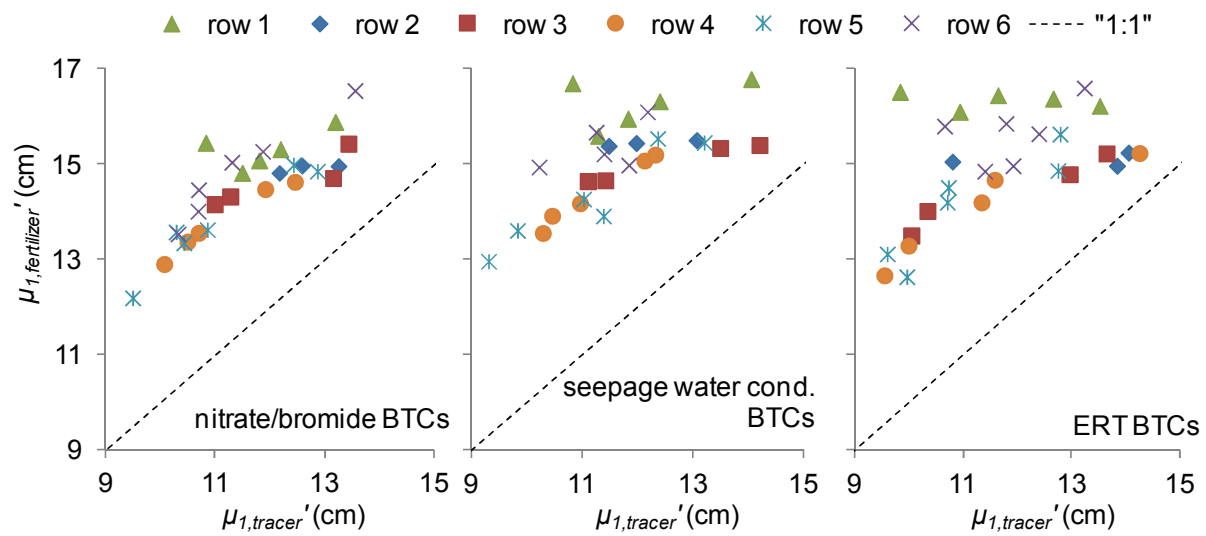 row 1 row 2 row 3 row 4 row 5 row 6 "1:1"
μ1,fertilizer' (cm)
17
15
13
11
9
nitrate/bromide BTCs
9 11 13 15
μ1,tracer' (cm)
seepage water cond.
BTCs
9 11 13 15
μ1,tracer' (cm)
ERT BTCs
9 11 13 15
μ1,tracer' (cm)